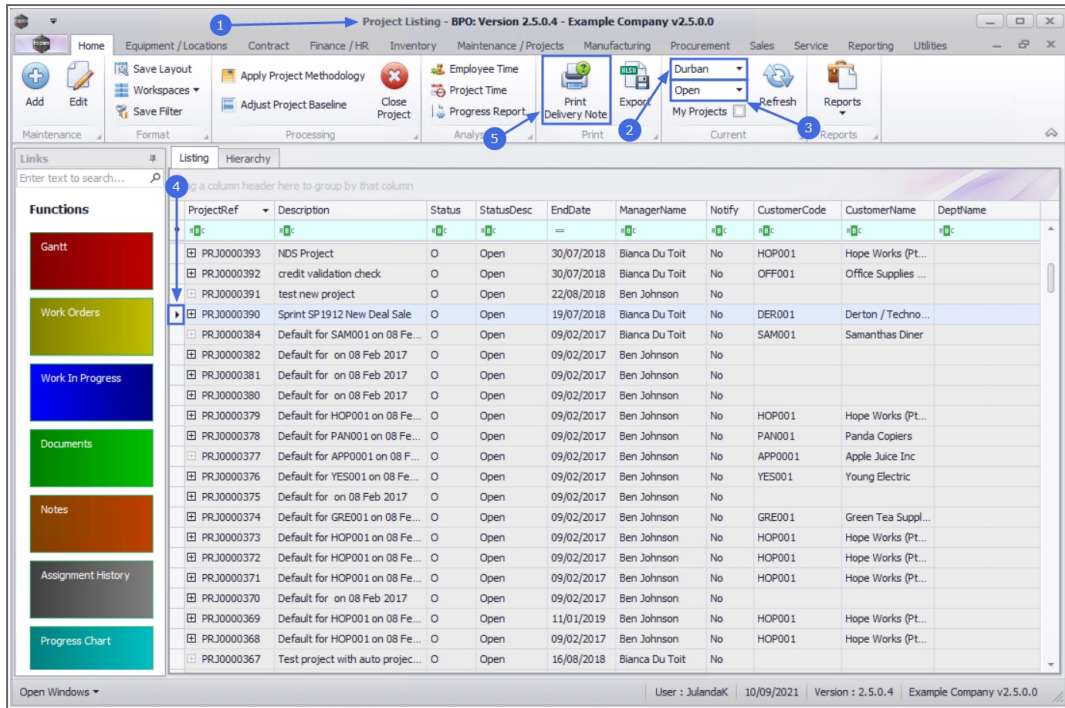 1
Project Listing - BPO: Version 2.5.0.4 - Example Company v2.5.0.0
Home Equipment / Locations Contract Finance / HR Inventory Maintenance / Projects Manufacturing Procurement Sales Service Reporting Utilities
Add Edit
Save Layout
Workspaces
Save Filter
Apply Project Methodology
Adjust Project Baseline
Close Project
Employee Time
Project Time
Progress Report
Print Delivery Note
Export
Durban
Open
My Projects
Refresh
Reports
2
3
5
Maintenance Format Processing Print Current Reports
Links
Listing Hierarchy
Enter text to search...
4
a column header here to group by that column
Functions
Gantt
Work Orders
Work In Progress
Documents
Notes
Assignment History
Progress Chart
ProjectRef Description Status StatusDesc EndDate ManagerName Notify CustomerCode CustomerName DeptName
PRJ0000393 NDS Project O Open 30/07/2018 Bianca Du Toit No HOP001 Hope Works (Pt...
PRJ0000392 credit validation check O Open 30/07/2018 Bianca Du Toit No OFF001 Office Supplies ...
PRJ0000391 test new project O Open 22/08/2018 Ben Johnson No
PRJ0000390 Sprint SP1912 New Deal Sale O Open 19/07/2018 Bianca Du Toit No DER001 Derton / Techno...
PRJ0000384 Default for SAM001 on 08 Fe... O Open 09/02/2017 Bianca Du Toit No SAM001 Samanthas Diner
PRJ0000382 Default for on 08 Feb 2017 O Open 09/02/2017 Ben Johnson No
PRJ0000381 Default for on 08 Feb 2017 O Open 09/02/2017 Ben Johnson No
PRJ0000380 Default for on 08 Feb 2017 O Open 09/02/2017 Ben Johnson No
PRJ0000379 Default for HOP001 on 08 Fe... O Open 09/02/2017 Ben Johnson No HOP001 Hope Works (Pt...
PRJ0000378 Default for PAN001 on 08 Fe... O Open 09/02/2017 Ben Johnson No PAN001 Panda Copiers
PRJ0000377 Default for APP0001 on 08 F... O Open 09/02/2017 Ben Johnson No APP0001 Apple Juice Inc
PRJ0000376 Default for YES001 on 08 Fe... O Open 09/02/2017 Ben Johnson No YES001 Young Electric
PRJ0000375 Default for on 08 Feb 2017 O Open 09/02/2017 Ben Johnson No
PRJ0000374 Default for GRE001 on 08 Fe... O Open 09/02/2017 Ben Johnson No GRE001 Green Tea Suppl...
PRJ0000373 Default for HOP001 on 08 Fe... O Open 09/02/2017 Ben Johnson No HOP001 Hope Works (Pt...
PRJ0000372 Default for HOP001 on 08 Fe... O Open 09/02/2017 Ben Johnson No HOP001 Hope Works (Pt...
PRJ0000371 Default for HOP001 on 08 Fe... O Open 09/02/2017 Ben Johnson No HOP001 Hope Works (Pt...
PRJ0000370 Default for on 08 Feb 2017 O Open 09/02/2017 Ben Johnson No
PRJ0000369 Default for HOP001 on 08 Fe... O Open 11/01/2019 Ben Johnson No HOP001 Hope Works (Pt...
PRJ0000368 Default for HOP001 on 08 Fe... O Open 09/02/2017 Ben Johnson No HOP001 Hope Works (Pt...
PRJ0000367 Test project with auto projec... O Open 16/08/2018 Bianca Du Toit No
Open Windows User : JulandaK 10/09/2021 Version : 2.5.0.4 Example Company v2.5.0.0